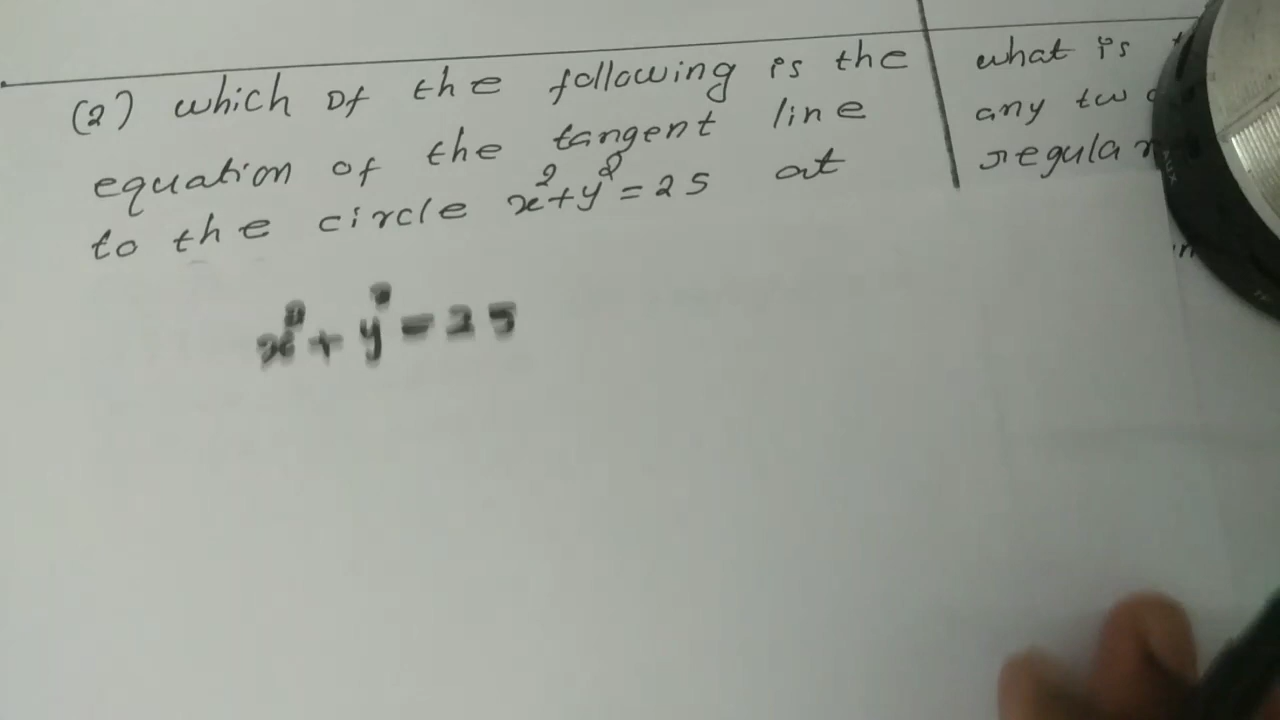 (2) which of the following is the
equation of the tangent line
to the circle x²+y²=25 at
x²+y²=25
what is
any two
regular